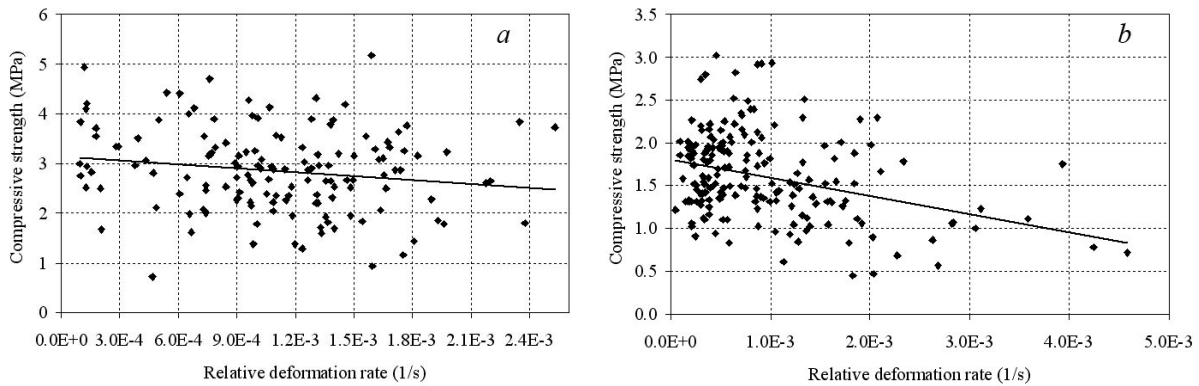 a
Compressive strength (MPa)
6
5
4
3
2
1
0
0.0E+0 3.0E-4 6.0E-4 9.0E-4 1.2E-3 1.5E-3 1.8E-3 2.1E-3 2.4E-3
Relative deformation rate (1/s)
b
Compressive strength (MPa)
3.5
3.0
2.5
2.0
1.5
1.0
0.5
0.0
0.0E+0 1.0E-3 2.0E-3 3.0E-3 4.0E-3 5.0E-3
Relative deformation rate (1/s)